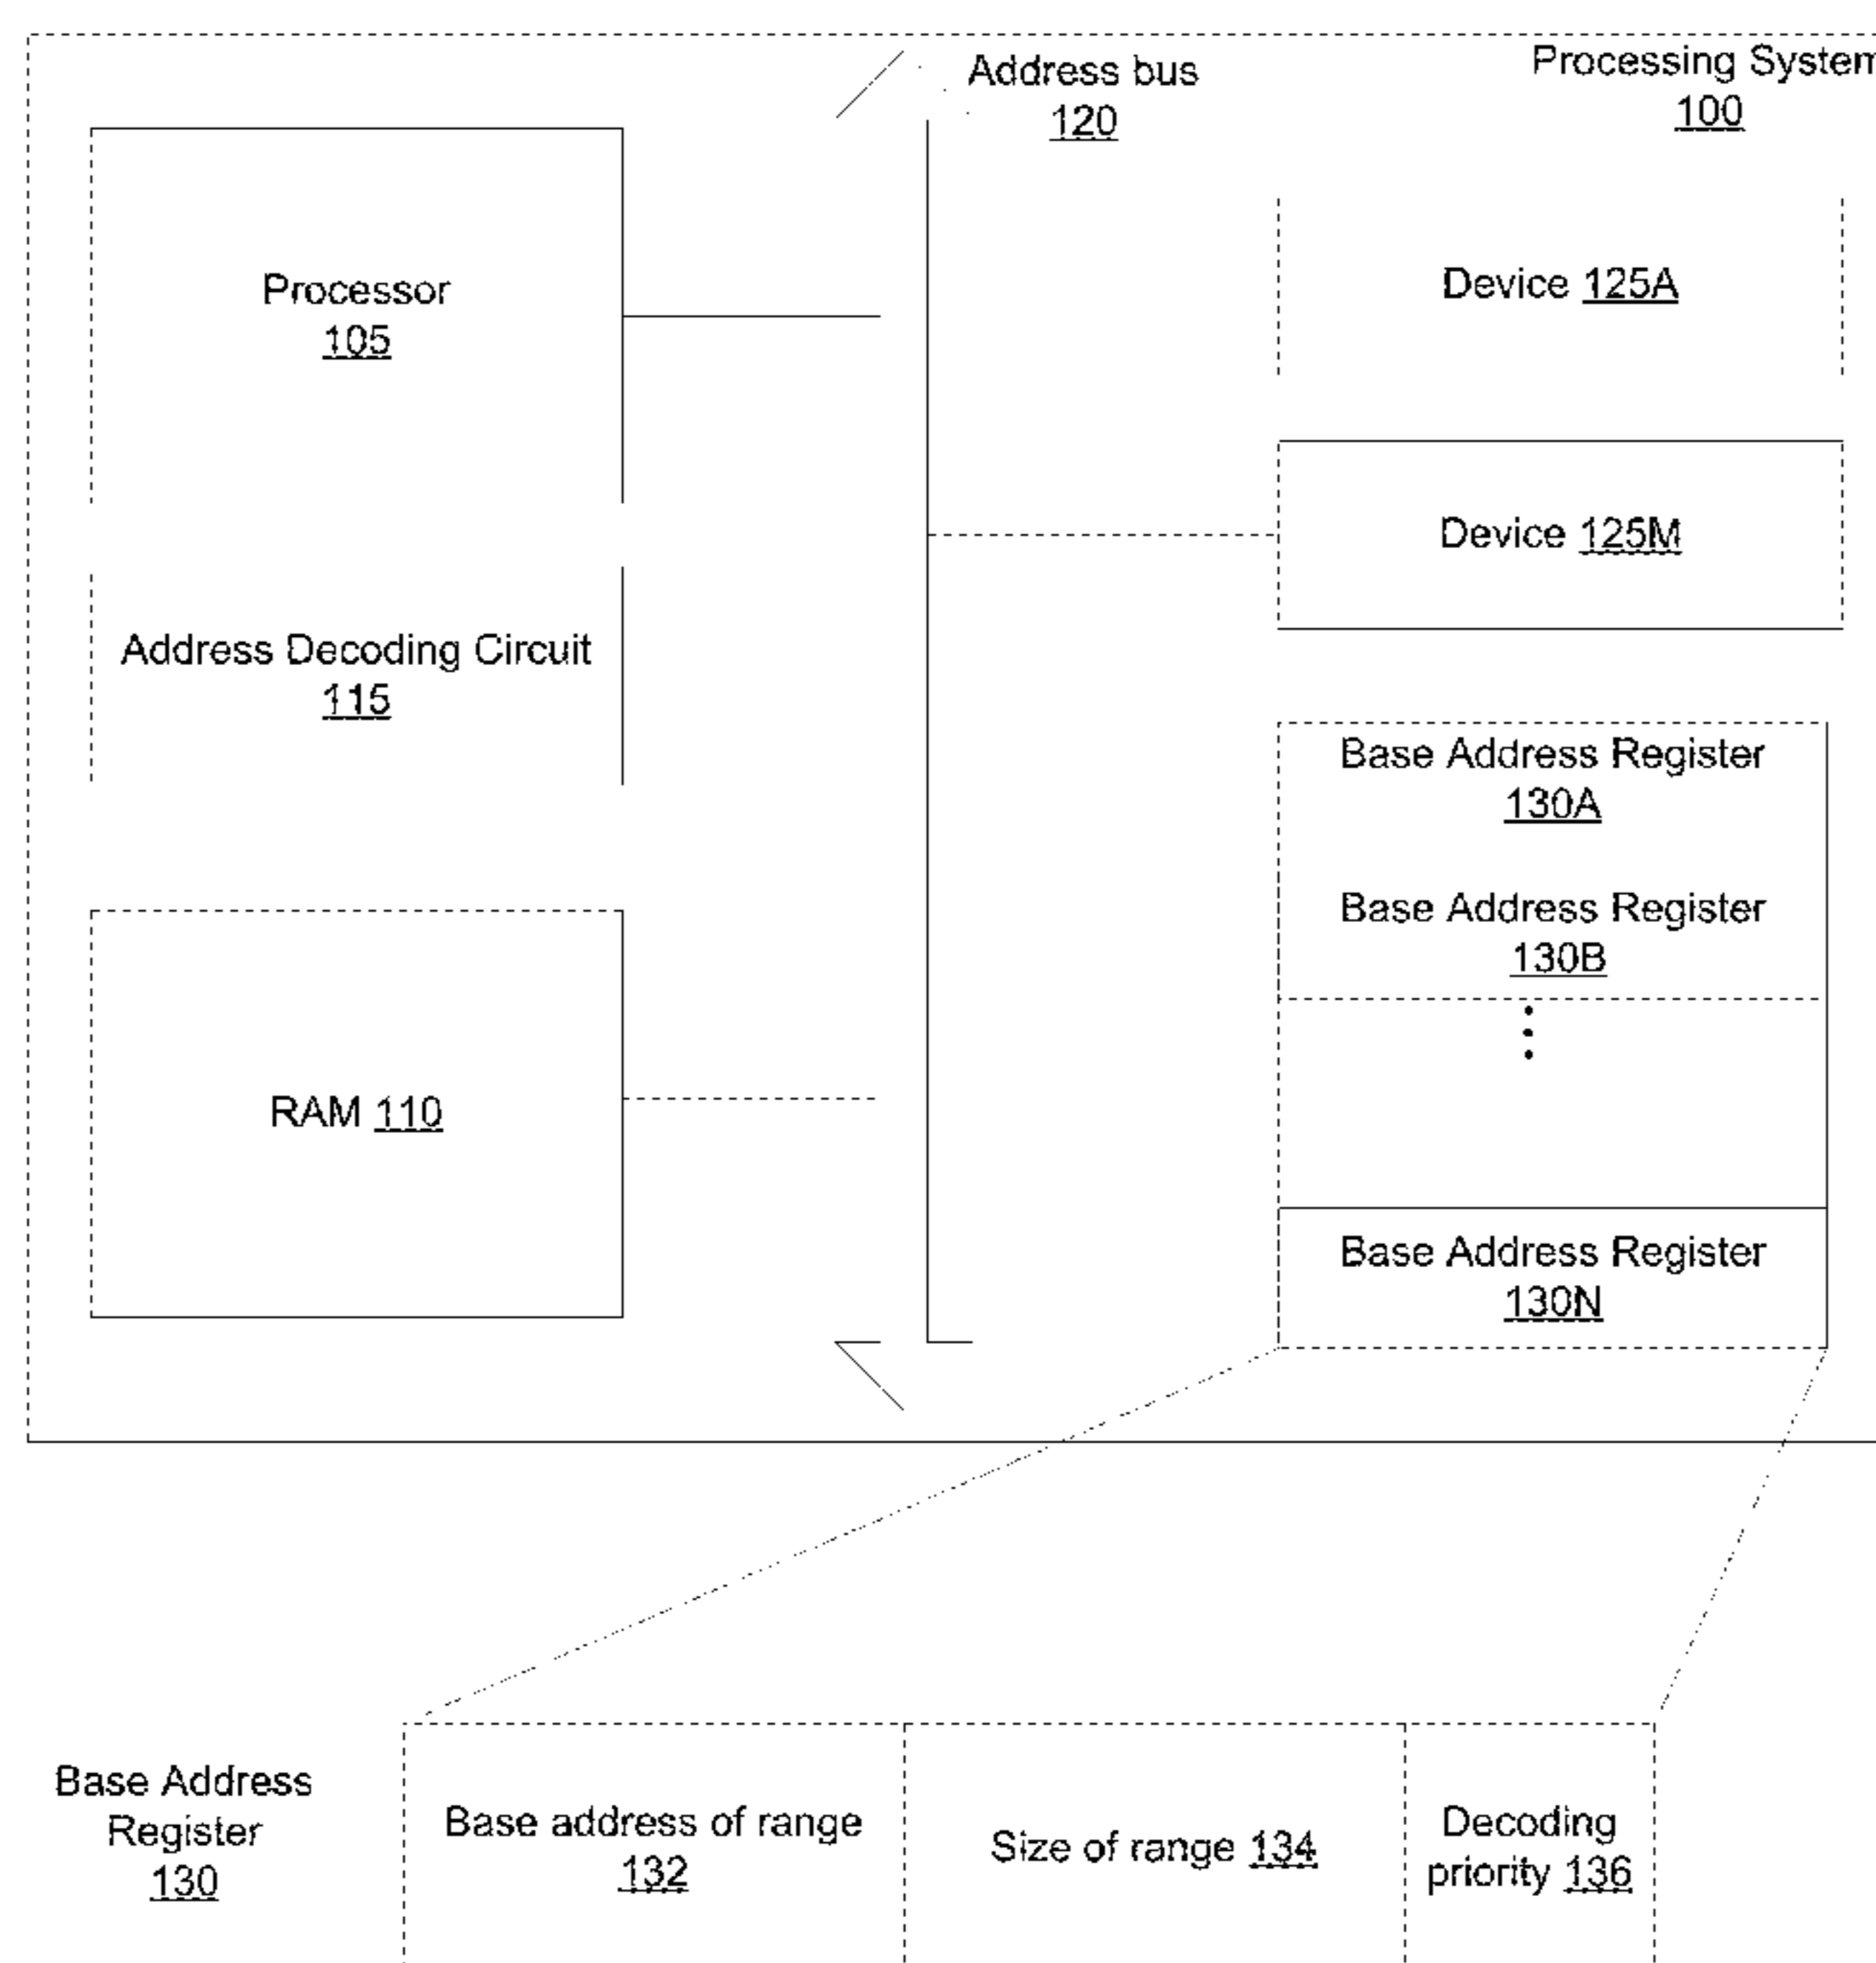 Address bus
120
Processing System
100
Processor
105
Device 125A
Device 125M
Address Decoding Circuit
115
Base Address Register
130A
Base Address Register
130B
RAM 110
Base Address Register
130N
Base Address
Register
130
Base address of range
132
Size of range 134
Decoding
priority 136